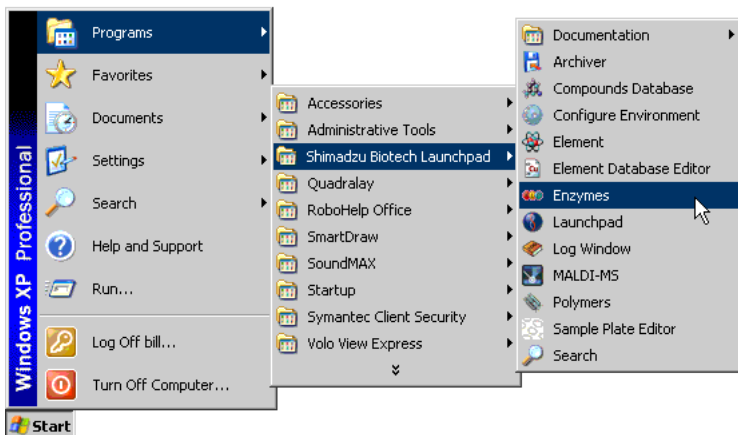 Programs
Favorites
Documents
Settings
Search
Help and Support
Run...
Log Off bill...
Turn Off Computer...
Windows XP Professional
Start
Accessories
Administrative Tools
Shimadzu Biotech Launchpad
Quadralay
RoboHelp Office
SmartDraw
SoundMAX
Startup
Symantec Client Security
Volo View Express
Documentation
Archiver
Compounds Database
Configure Environment
Element
Element Database Editor
Enzymes
Launchpad
Log Window
MALDI-MS
Polymers
Sample Plate Editor
Search